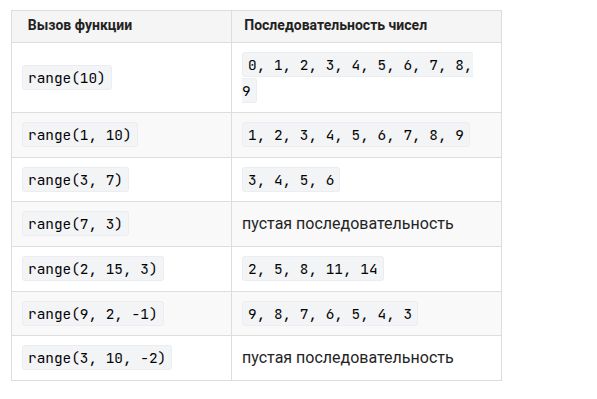 Вызов функции Последовательность чисел
range(10) 0, 1, 2, 3, 4, 5, 6, 7, 8,
9
range(1, 10) 1, 2, 3, 4, 5, 6, 7, 8, 9
range(3, 7) 3, 4, 5, 6
range(7, 3) пустая последовательность
range(2, 15, 3) 2, 5, 8, 11, 14
range(9, 2, -1) 9, 8, 7, 6, 5, 4, 3
range(3, 10, -2) пустая последовательность